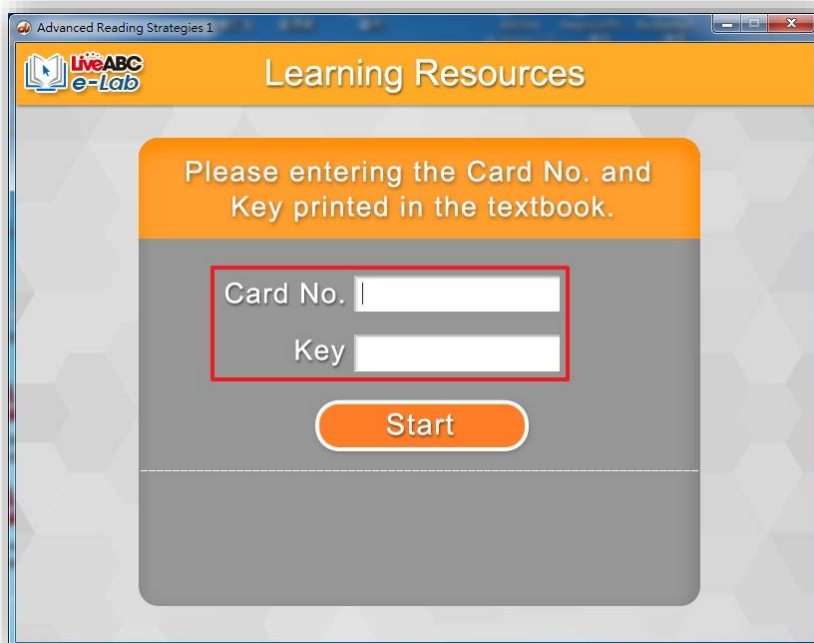 Advanced Reading Strategies 1
LiveABC
e-Lab
Learning Resources
Please entering the Card No. and
Key printed in the textbook.
Card No.
Key
Start